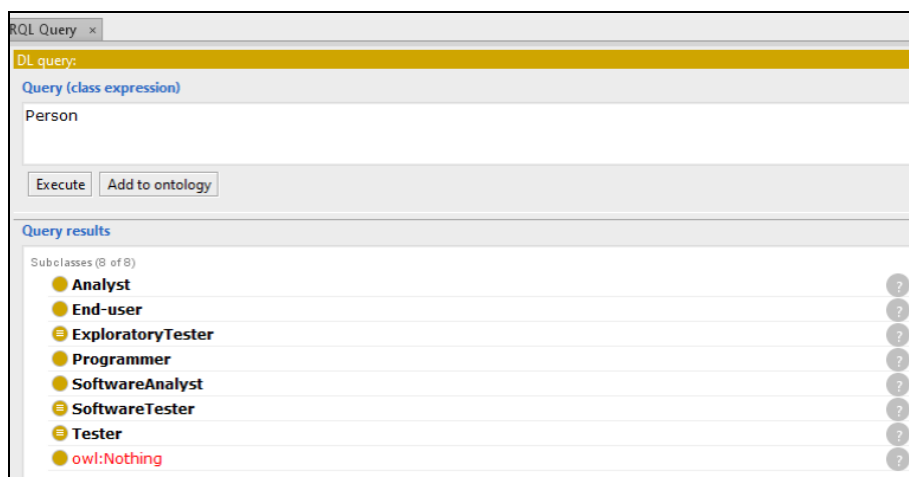 RQL Query ×
DL query:
Query (class expression)
Person
Execute Add to ontology
Query results
Subclasses (8 of 8)
Analyst ?
End-user ?
ExploratoryTester ?
Programmer ?
SoftwareAnalyst ?
SoftwareTester ?
Tester ?
owl:Nothing ?